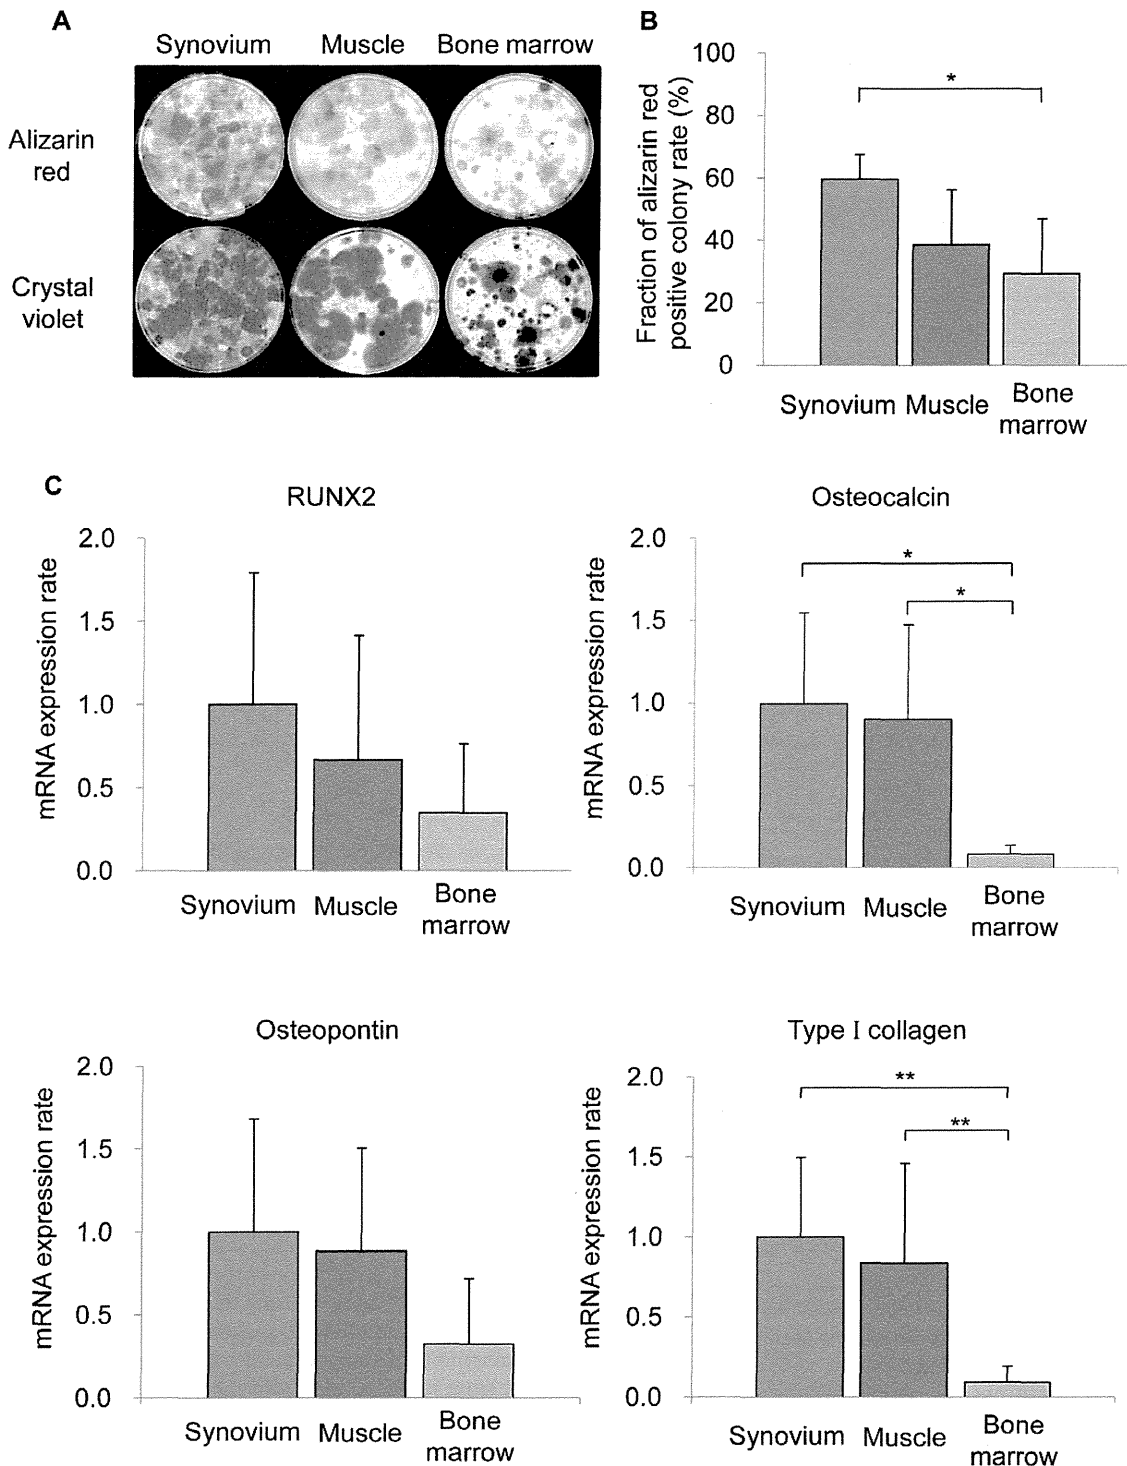 A
Synovium Muscle Bone marrow
Alizarin
red
Crystal
violet
B
Fraction of alizarin red
positive colony rate (%)
100
80
60
40
20
0
*
Synovium Muscle Bone
marrow
C
RUNX2
mRNA expression rate
2.0
1.5
1.0
0.5
0.0
Synovium Muscle Bone
marrow
Osteocalcin
mRNA expression rate
2.0
1.5
1.0
0.5
0.0
*
*
Synovium Muscle Bone
marrow
Osteopontin
mRNA expression rate
2.0
1.5
1.0
0.5
0.0
Synovium Muscle Bone
marrow
Type I collagen
mRNA expression rate
2.0
1.5
1.0
0.5
0.0
**
**
Synovium Muscle Bone
marrow